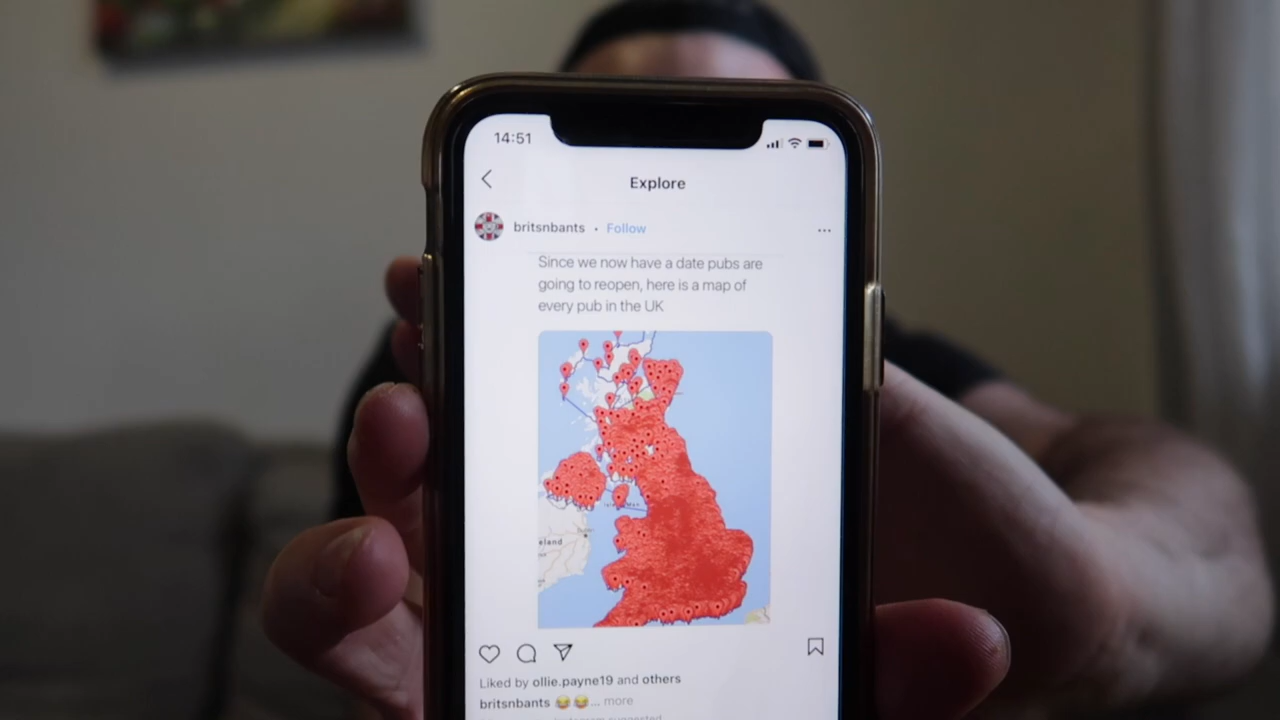 14:51
Explore
britsnbants · Follow
Since we now have a date pubs are
going to reopen, here is a map of
every pub in the UK
eland
Liked by ollie.payne19 and others
britsnbants 😂😂... more